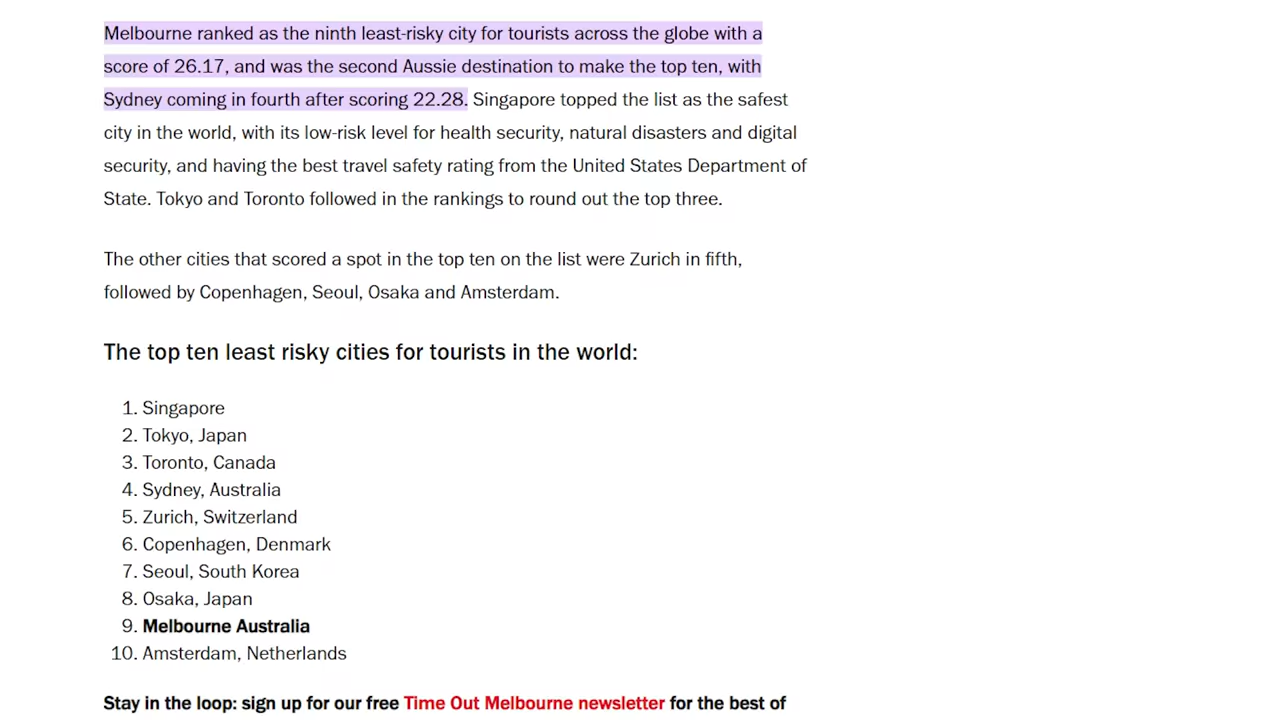 Melbourne ranked as the ninth least-risky city for tourists across the globe with a
score of 26.17, and was the second Aussie destination to make the top ten, with
Sydney coming in fourth after scoring 22.28. Singapore topped the list as the safest
city in the world, with its low-risk level for health security, natural disasters and digital
security, and having the best travel safety rating from the United States Department of
State. Tokyo and Toronto followed in the rankings to round out the top three.
The other cities that scored a spot in the top ten on the list were Zurich in fifth,
followed by Copenhagen, Seoul, Osaka and Amsterdam.
The top ten least risky cities for tourists in the world:
1. Singapore
2. Tokyo, Japan
3. Toronto, Canada
4. Sydney, Australia
5. Zurich, Switzerland
6. Copenhagen, Denmark
7. Seoul, South Korea
8. Osaka, Japan
9. Melbourne Australia
10. Amsterdam, Netherlands
Stay in the loop: sign up for our free Time Out Melbourne newsletter for the best of